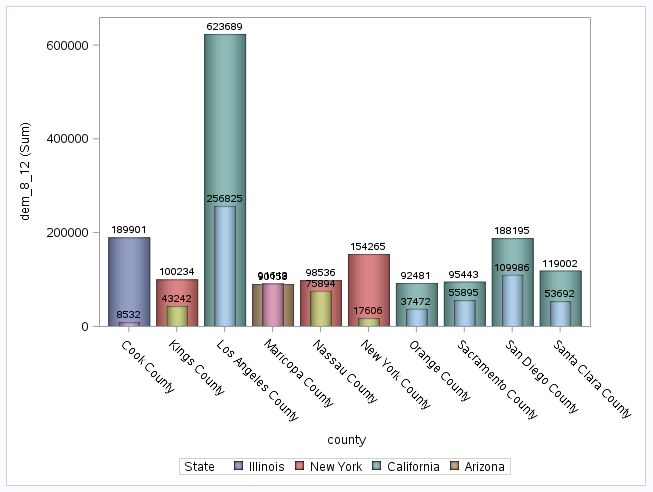 623689
600000
400000
dem_8_12 (Sum)
256825
200000
189901
188195
154265
119002
109986
100234
98536
95443
92481
75894
55895
53692
43242
37472
17606
8532
0
Cook County
Kings County
Los Angeles County
Maricopa County
Nassau County
New York County
Orange County
Sacramento County
San Diego County
Santa Clara County
county
State Illinois New York California Arizona